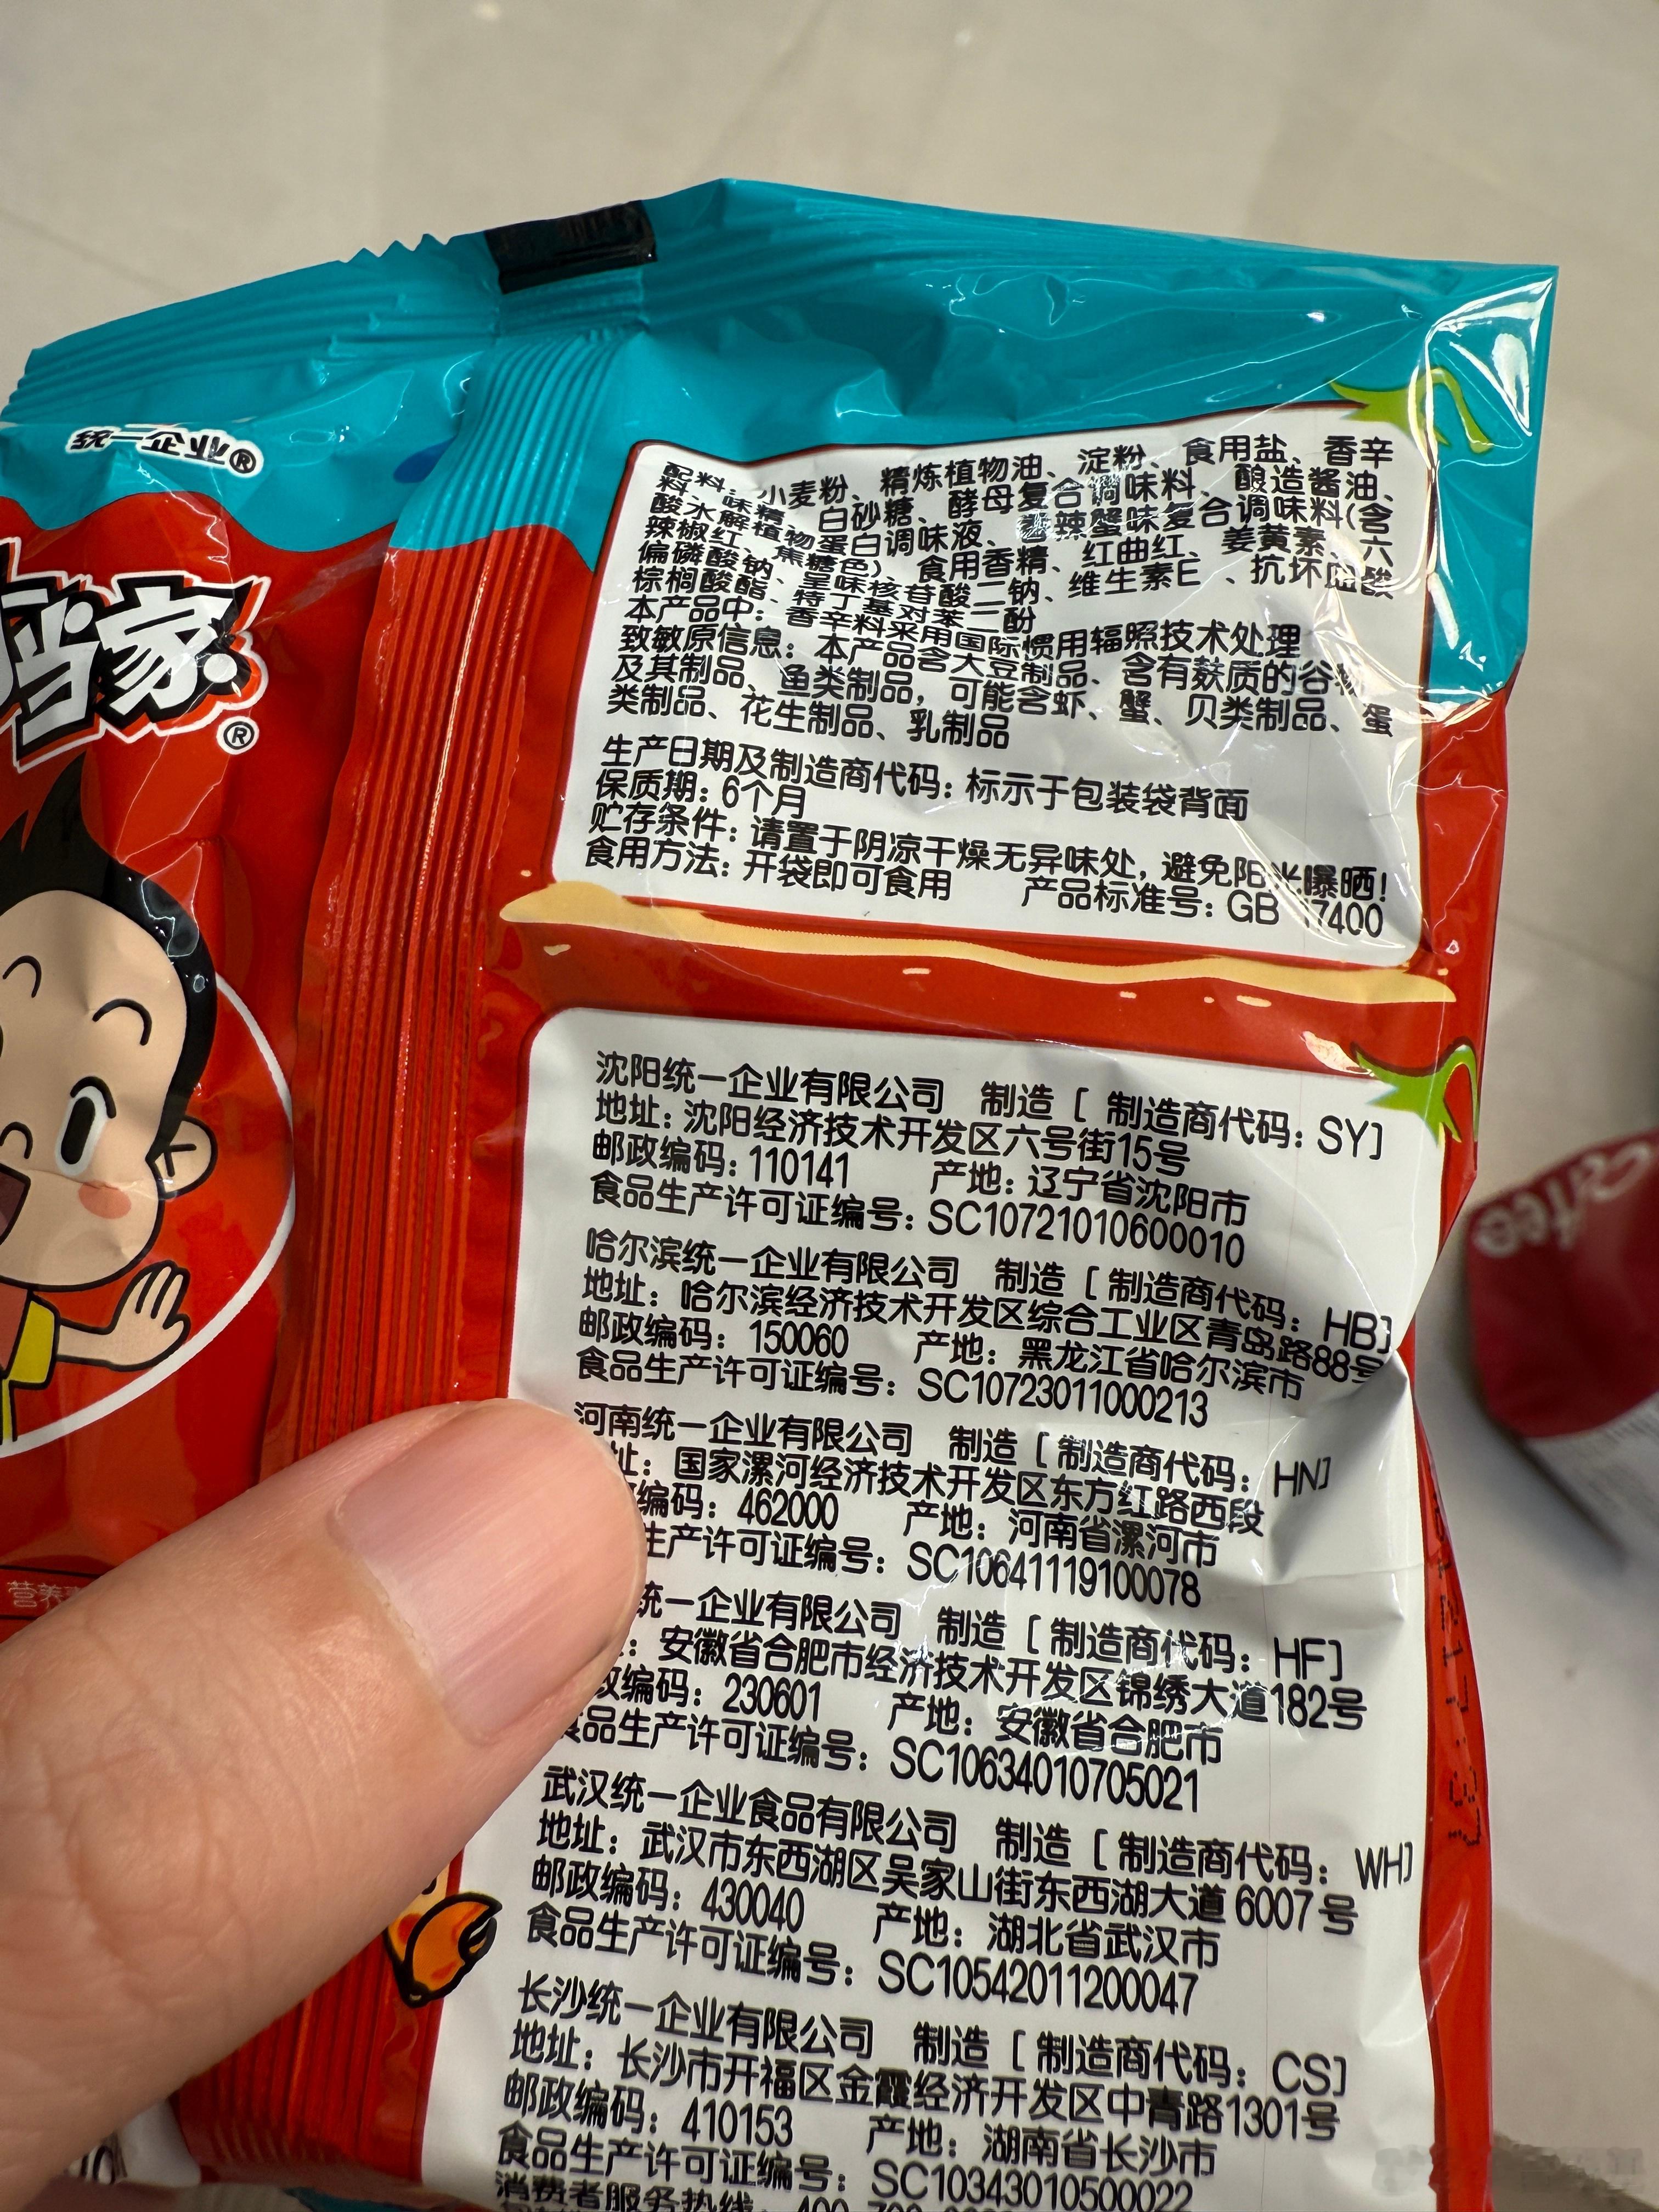 统一企业®
当家
®
营养
配料：小麦粉、精炼植物油、淀粉、食用盐、香辛
料、味精、白砂糖、酵母复合调味料、酿造酱油、
酸水解植物蛋白调味液、香辣蟹味复合调味料(含
辣椒红、焦糖色)、食用香精、红曲红、姜黄素、六
偏磷酸钠、呈味核苷酸二钠、维生素E、抗坏血酸
棕榈酸酯、特丁基对苯二酚
本产品中：香辛料采用国际惯用辐照技术处理
致敏原信息：本产品含大豆制品、含有麸质的谷物
及其制品、鱼类制品，可能含虾、蟹、贝类制品、蛋
类制品、花生制品、乳制品
生产日期及制造商代码：标示于包装袋背面
保质期：6个月
贮存条件：请置于阴凉干燥无异味处，避免阳光曝晒！
食用方法：开袋即可食用 产品标准号：GB 17400
沈阳统一企业有限公司 制造［制造商代码：SY］
地址：沈阳经济技术开发区六号街15号
邮政编码：110141 产地：辽宁省沈阳市
食品生产许可证编号：SC10721010600010
哈尔滨统一企业有限公司 制造［制造商代码：HB］
地址：哈尔滨经济技术开发区综合工业区青岛路88号
邮政编码：150060 产地：黑龙江省哈尔滨市
食品生产许可证编号：SC10723011000213
河南统一企业有限公司 制造［制造商代码：HN］
址：国家漯河经济技术开发区东方红路西段
编码：462000 产地：河南省漯河市
生产许可证编号：SC10641119100078
统一企业有限公司 制造［制造商代码：HF］
：安徽省合肥市经济技术开发区锦绣大道182号
政编码：230601 产地：安徽省合肥市
食品生产许可证编号：SC10634010705021
武汉统一企业食品有限公司 制造［制造商代码：WH］
地址：武汉市东西湖区吴家山街东西湖大道6007号
邮政编码：430040 产地：湖北省武汉市
食品生产许可证编号：SC10542011200047
长沙统一企业有限公司 制造［制造商代码：CS］
地址：长沙市开福区金霞经济开发区中青路1301号
邮政编码：410153 产地：湖南省长沙市
食品生产许可证编号：SC10343010500022
消费者服务热线：400
Coffee